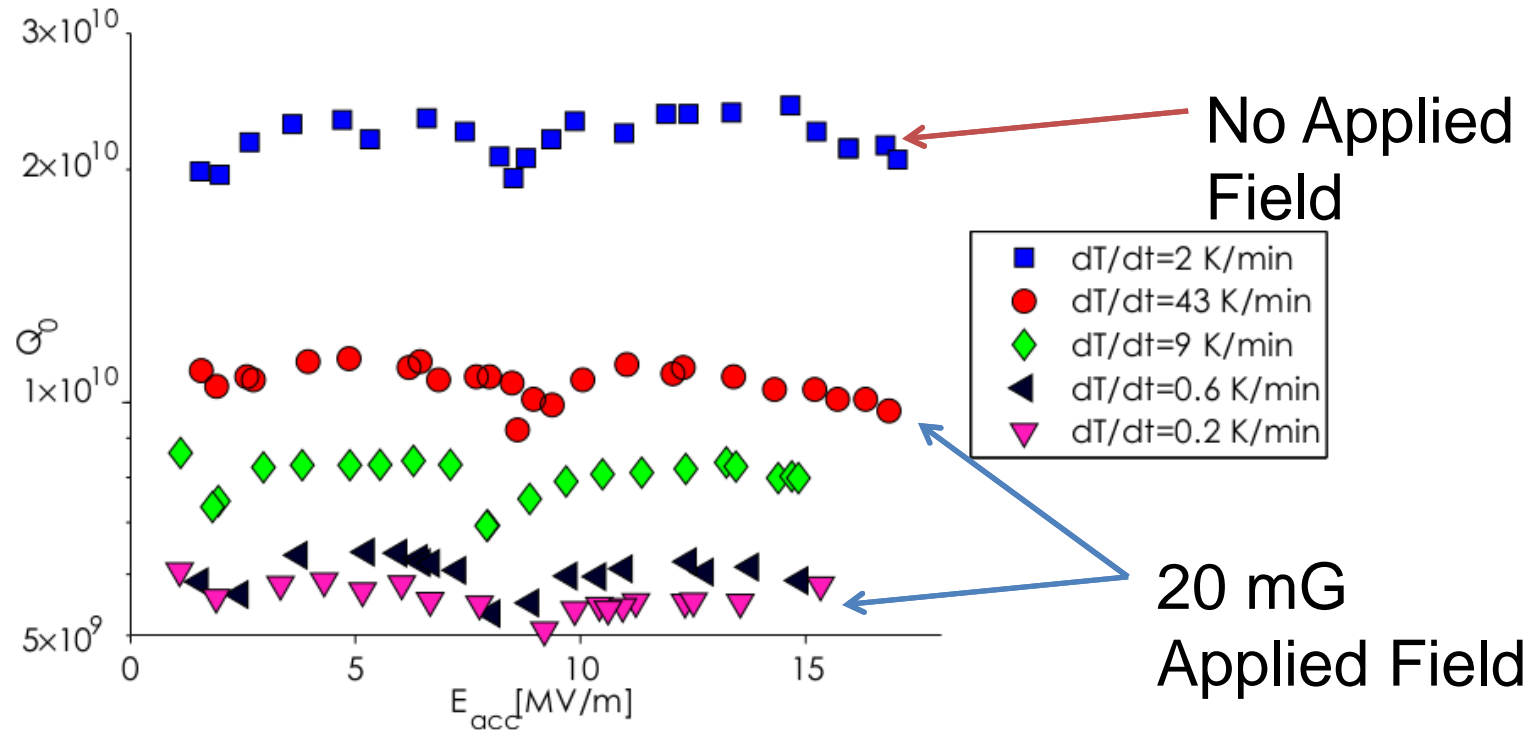 3×10¹⁰
2×10¹⁰
1×10¹⁰
5×10⁹
Q₀
0
5
10
15
E_acc[MV/m]
No Applied
Field
dT/dt=2 K/min
dT/dt=43 K/min
dT/dt=9 K/min
dT/dt=0.6 K/min
dT/dt=0.2 K/min
20 mG
Applied Field